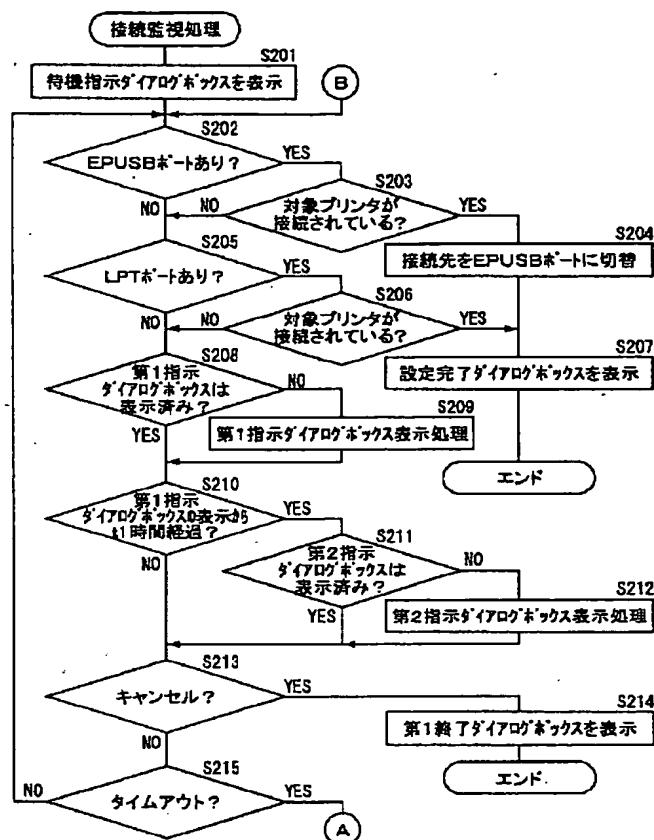 接続監視処理
S201
待機指示ダイアログボックスを表示
B
S202
EPUSBポートあり？
YES
NO
S203
対象プリンタが
接続されている？
NO
YES
S204
接続先をEPUSBポートに切替
S205
LPTポートあり？
YES
NO
S206
対象プリンタが
接続されている？
NO
YES
S207
設定完了ダイアログボックスを表示
エンド
S208
第1指示
ダイアログボックスは
表示済み？
NO
YES
S209
第1指示ダイアログボックス表示処理
S210
第1指示
ダイアログボックスの表示から
t1時間経過？
YES
NO
S211
第2指示
ダイアログボックスは
表示済み？
NO
YES
S212
第2指示ダイアログボックス表示処理
S213
キャンセル？
YES
NO
S214
第1終了ダイアログボックスを表示
エンド
S215
タイムアウト？
NO
YES
A